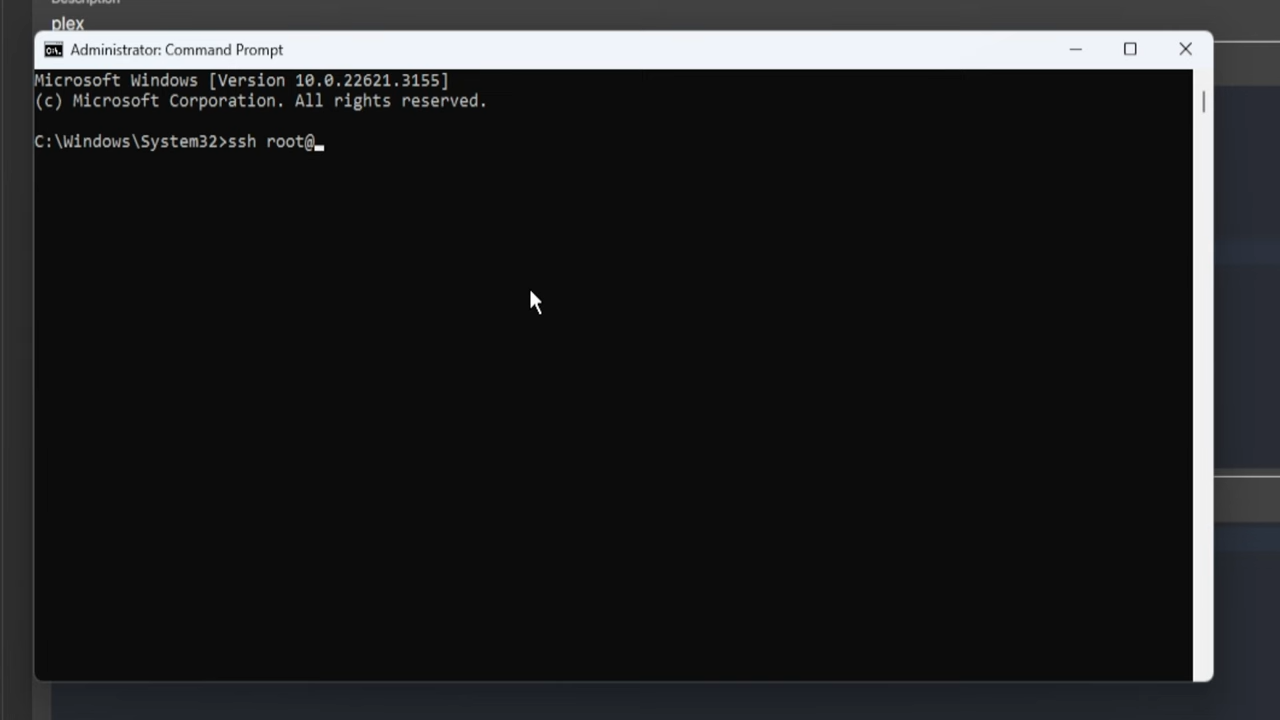 Description
plex
Administrator: Command Prompt
Microsoft Windows [Version 10.0.22621.3155]
(c) Microsoft Corporation. All rights reserved.
C:\Windows\System32>ssh root@